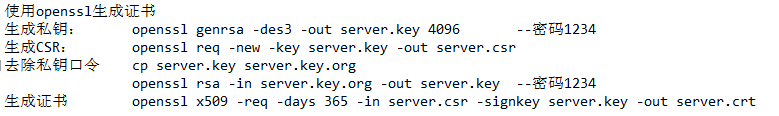 使用openssl生成证书
生成私钥： openssl genrsa -des3 -out server.key 4096 --密码1234
生成CSR： openssl req -new -key server.key -out server.csr
去除私钥口令 cp server.key server.key.org
openssl rsa -in server.key.org -out server.key --密码1234
生成证书 openssl x509 -req -days 365 -in server.csr -signkey server.key -out server.crt